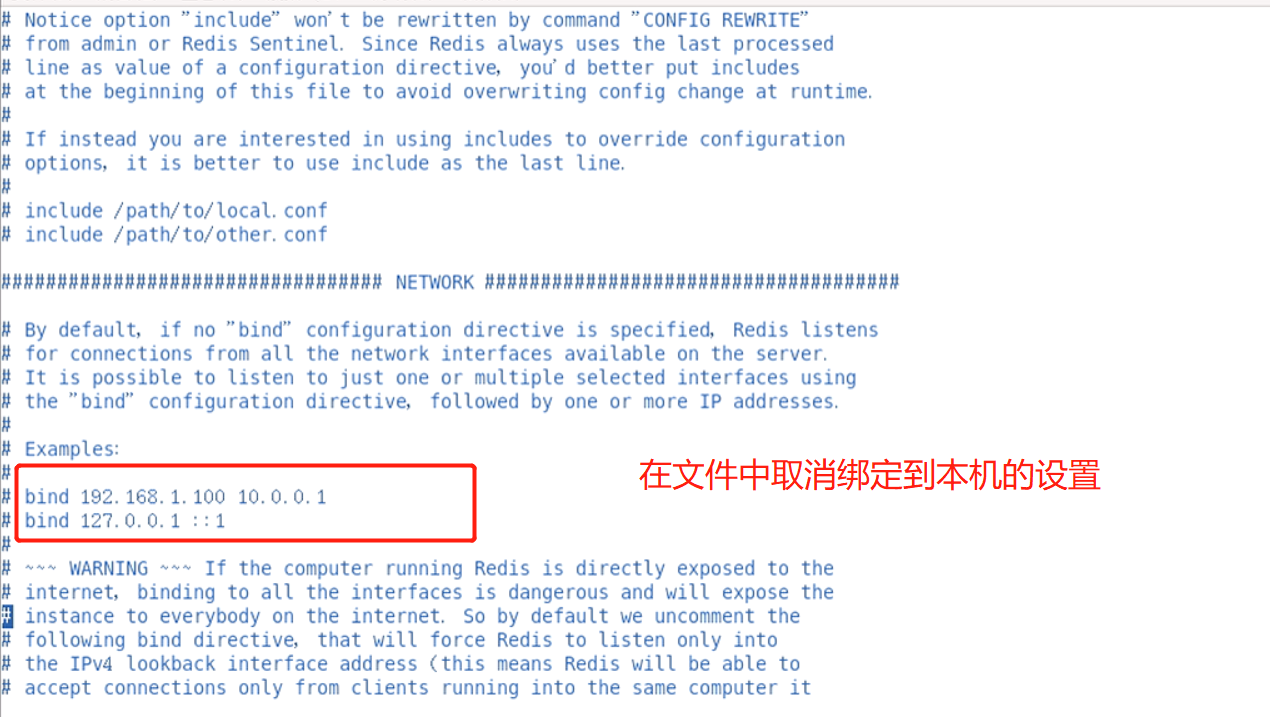 # Notice option "include" won't be rewritten by command "CONFIG REWRITE"
# from admin or Redis Sentinel. Since Redis always uses the last processed
# line as value of a configuration directive, you'd better put includes
# at the beginning of this file to avoid overwriting config change at runtime.
#
# If instead you are interested in using includes to override configuration
# options, it is better to use include as the last line.
#
# include /path/to/local.conf
# include /path/to/other.conf
################################## NETWORK #####################################
# By default, if no "bind" configuration directive is specified, Redis listens
# for connections from all the network interfaces available on the server.
# It is possible to listen to just one or multiple selected interfaces using
# the "bind" configuration directive, followed by one or more IP addresses.
#
# Examples:
#
在文件中取消绑定到本机的设置
# bind 192.168.1.100 10.0.0.1
# bind 127.0.0.1 ::1
#
# ~~~ WARNING ~~~ If the computer running Redis is directly exposed to the
# internet, binding to all the interfaces is dangerous and will expose the
# instance to everybody on the internet. So by default we uncomment the
# following bind directive, that will force Redis to listen only into
# the IPv4 lookback interface address (this means Redis will be able to
# accept connections only from clients running into the same computer it